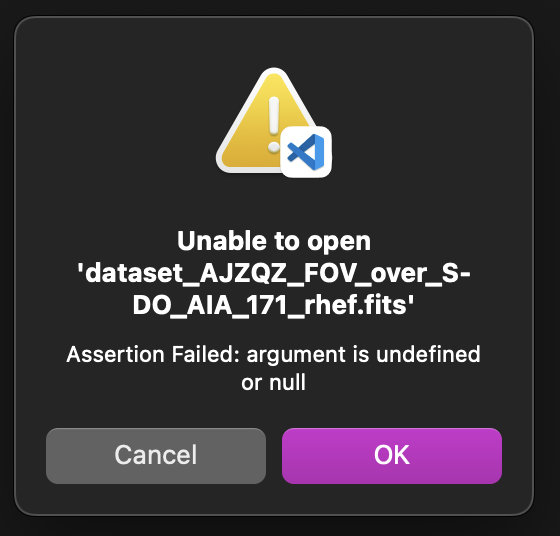 Unable to open
'dataset_AJZQZ_FOV_over_S-
DO_AIA_171_rhef.fits'
Assertion Failed: argument is undefined
or null
Cancel
OK